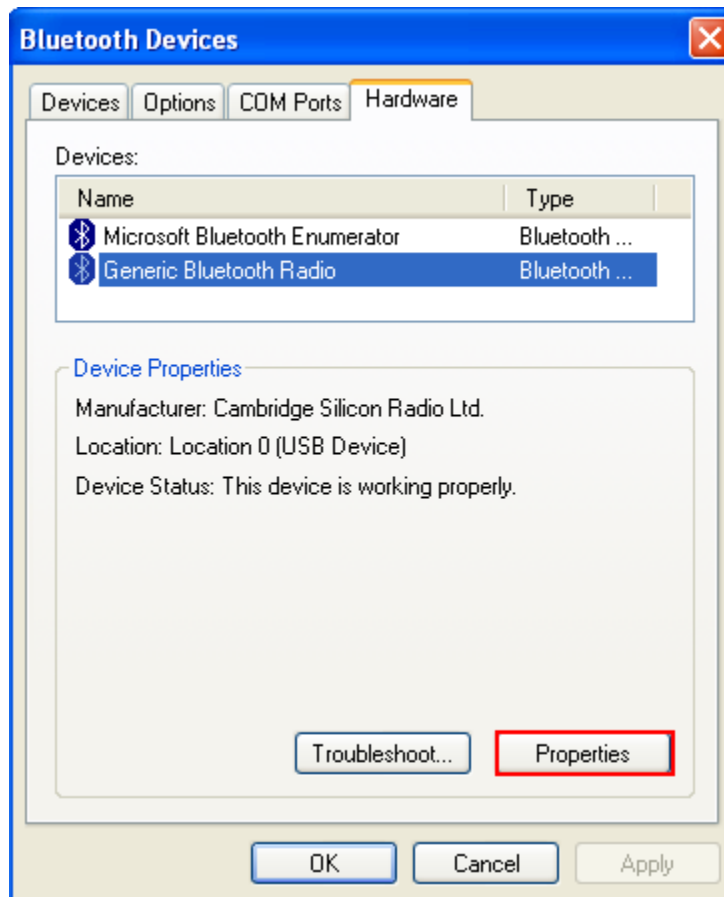 Bluetooth Devices
Devices Options COM Ports Hardware
Devices:
Name Type
Microsoft Bluetooth Enumerator Bluetooth ...
Generic Bluetooth Radio Bluetooth ...
Device Properties
Manufacturer: Cambridge Silicon Radio Ltd.
Location: Location 0 (USB Device)
Device Status: This device is working properly.
Troubleshoot... Properties
OK Cancel Apply